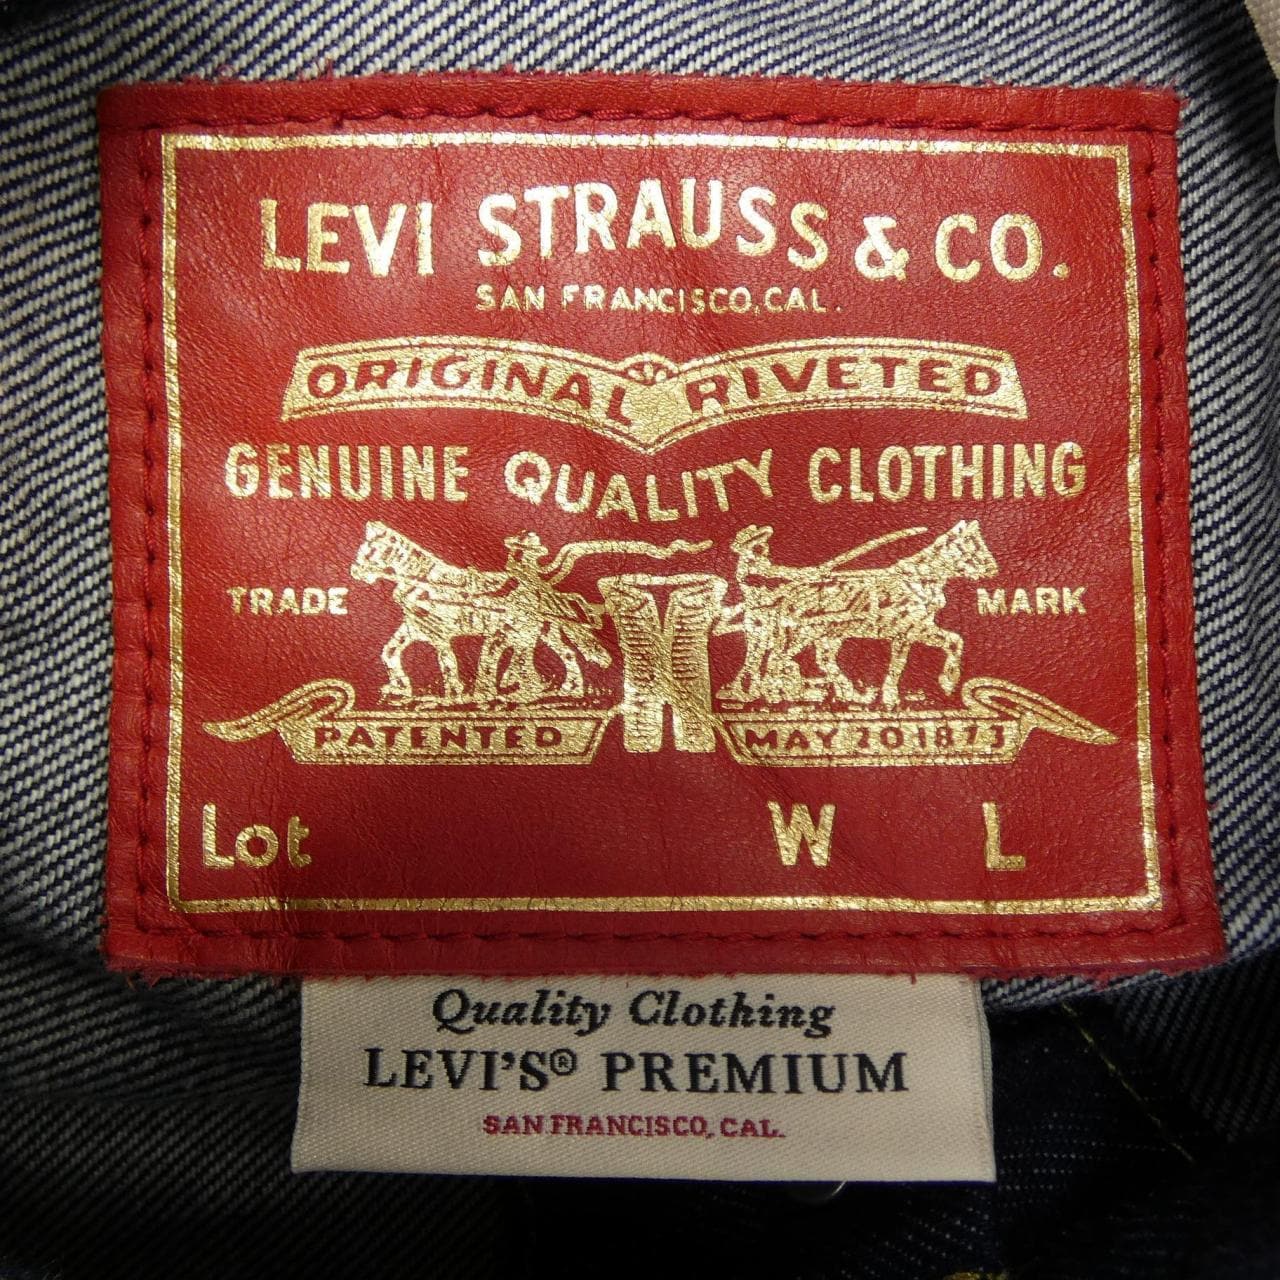 LEVI STRAUSS & CO.
SAN FRANCISCO, CAL.
ORIGINAL RIVETED
GENUINE QUALITY CLOTHING
TRADE MARK
PATENTED MAY 20 1873
Lot W L
Quality Clothing
LEVI'S® PREMIUM
SAN FRANCISCO, CAL.